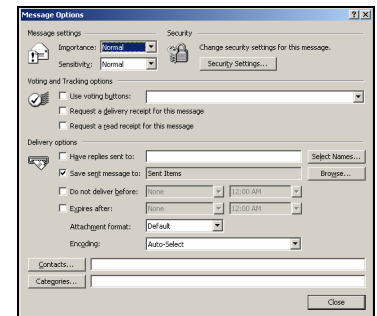 Message Options
Message settings
Security
Importance: Normal
Sensitivity: Normal
Change security settings for this message.
Security Settings...
Voting and Tracking options
Use voting buttons:
Request a delivery receipt for this message
Request a read receipt for this message
Delivery options
Have replies sent to:
Select Names...
Save sent message to: Sent Items
Browse...
Do not deliver before: None 12:00 AM
Expires after: None 12:00 AM
Attachment format: Default
Encoding: Auto-Select
Contacts...
Categories...
Close